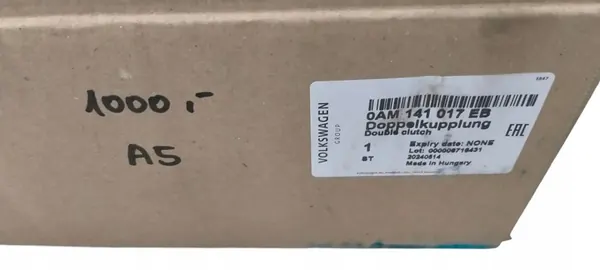 1000,-
A5
VOLKSWAGEN
GROUP
0AM 141 017 EB
Doppelkupplung
Double clutch
1 Expiry date: NONE
Lot: 000006718431
ST 20240514
Made in Hungary
EAC